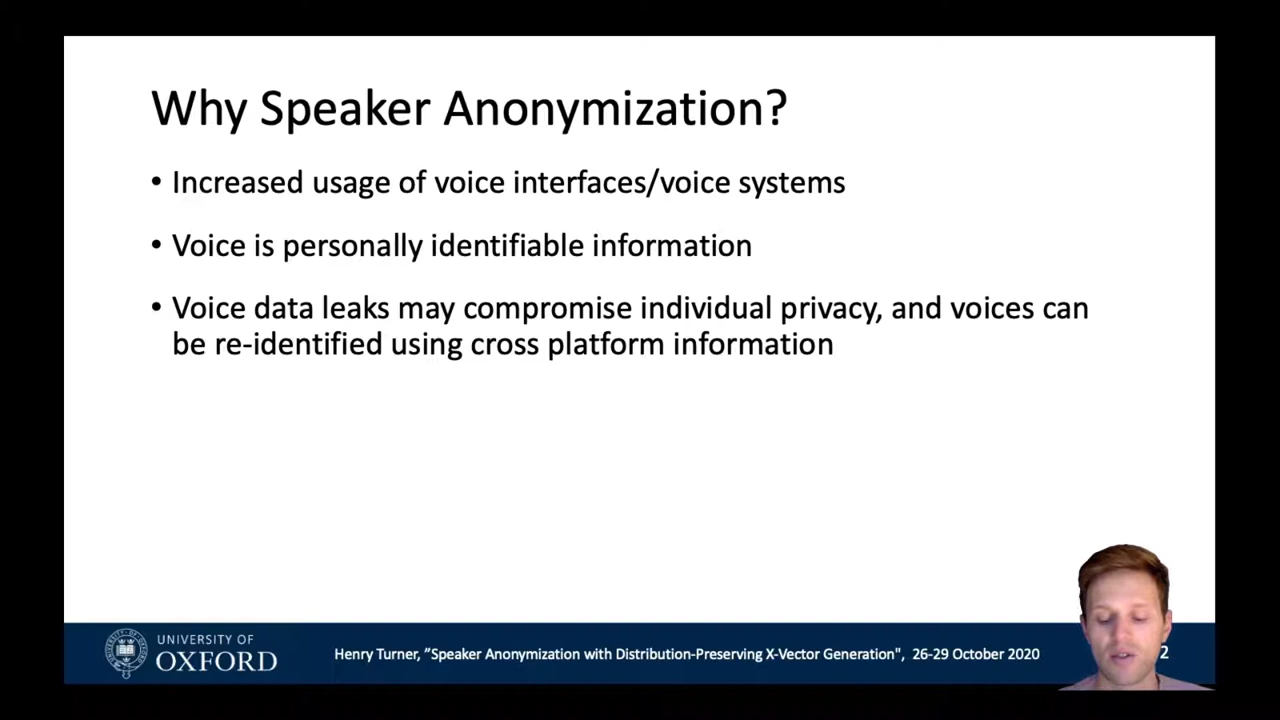 Why Speaker Anonymization?
• Increased usage of voice interfaces/voice systems
• Voice is personally identifiable information
• Voice data leaks may compromise individual privacy, and voices can
be re-identified using cross platform information
UNIVERSITY OF
OXFORD
Henry Turner, ”Speaker Anonymization with Distribution-Preserving X-Vector Generation", 26-29 October 2020
2